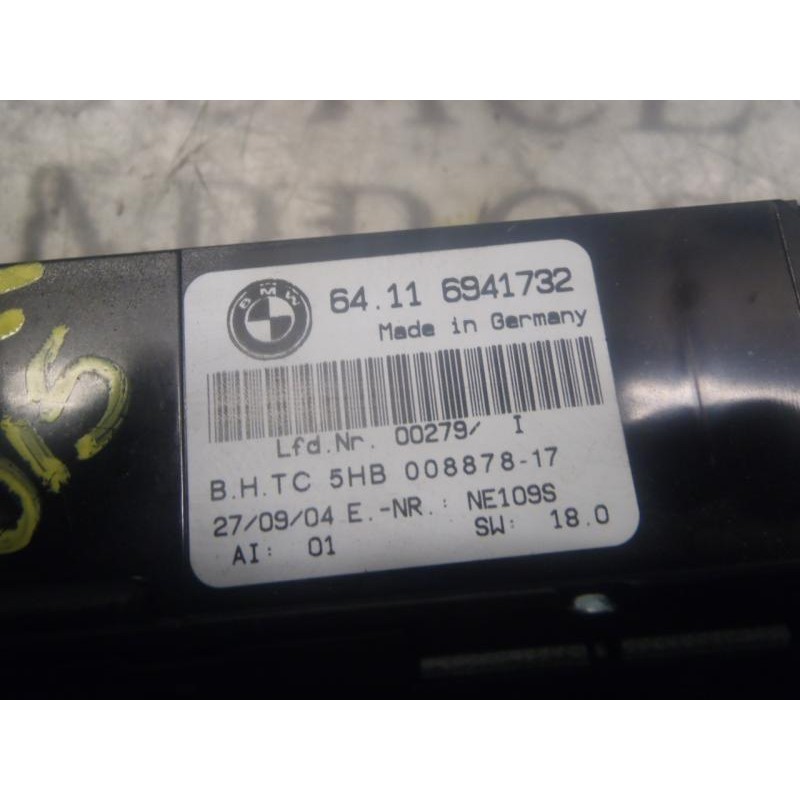 BMW
64.11 6941732
Made in Germany
Lfd.Nr. 00279/ I
B.H.TC 5HB 008878-17
27/09/04 E.-NR.: NE109S
AI: 01 SW: 18.0